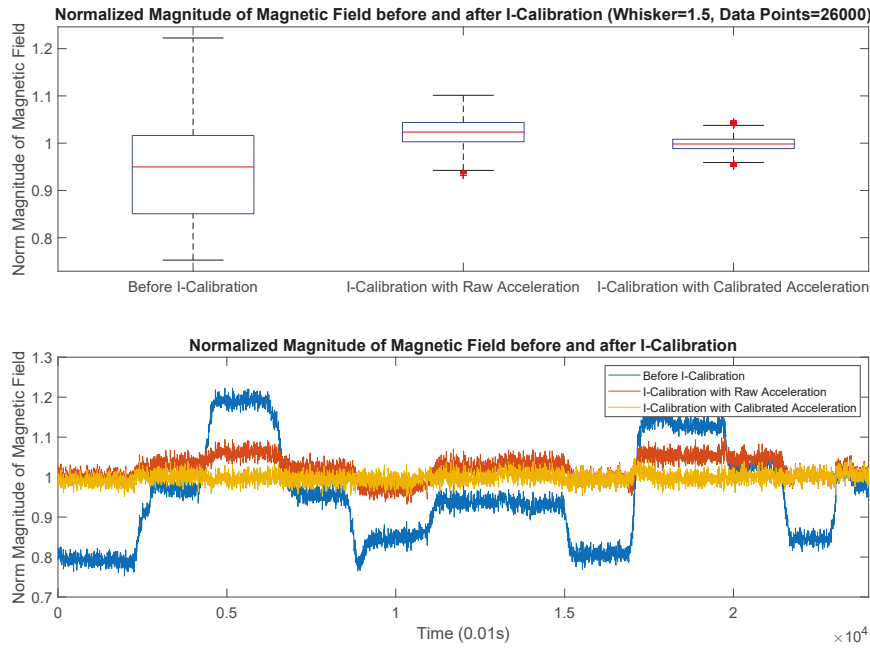 Normalized Magnitude of Magnetic Field before and after I-Calibration (Whisker=1.5, Data Points=26000)
Norm Magnitude of Magnetic Field
1.2
1.1
1
0.9
0.8
Before I-Calibration
I-Calibration with Raw Acceleration
I-Calibration with Calibrated Acceleration
Normalized Magnitude of Magnetic Field before and after I-Calibration
Norm Magnitude of Magnetic Field
1.3
1.2
1.1
1
0.9
0.8
0.7
Before I-Calibration
I-Calibration with Raw Acceleration
I-Calibration with Calibrated Acceleration
0 0.5 1 1.5 2
Time (0.01s)
×10⁴